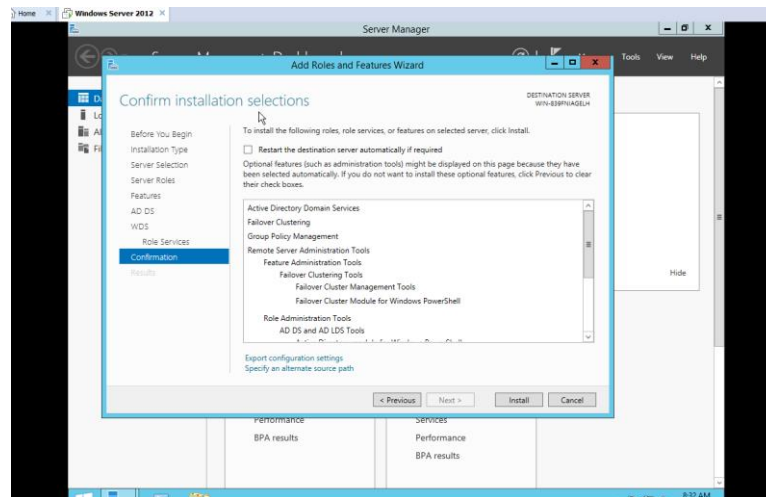 Home
Windows Server 2012
Server Manager
Tools View Help
Add Roles and Features Wizard
Confirm installation selections
DESTINATION SERVER
Before You Begin
Installation Type
Server Selection
Server Roles
Features
AD DS
WDS
Role Services
Confirmation
Results
To install the following roles, role services, or features on selected server, click Install.
Restart the destination server automatically if required
Optional features (such as administration tools) might be displayed on this page because they have
been selected automatically. If you do not want to install these optional features, click Previous to clear
their check boxes.
Active Directory Domain Services
Failover Clustering
Group Policy Management
Remote Server Administration Tools
Feature Administration Tools
Failover Clustering Tools
Failover Cluster Management Tools
Failover Cluster Module for Windows PowerShell
Role Administration Tools
AD DS and AD LDS Tools
Export configuration settings
Specify an alternate source path
< Previous
Next >
Install
Cancel
Hide
Performance
BPA results
Services
Performance
BPA results
8:32 AM